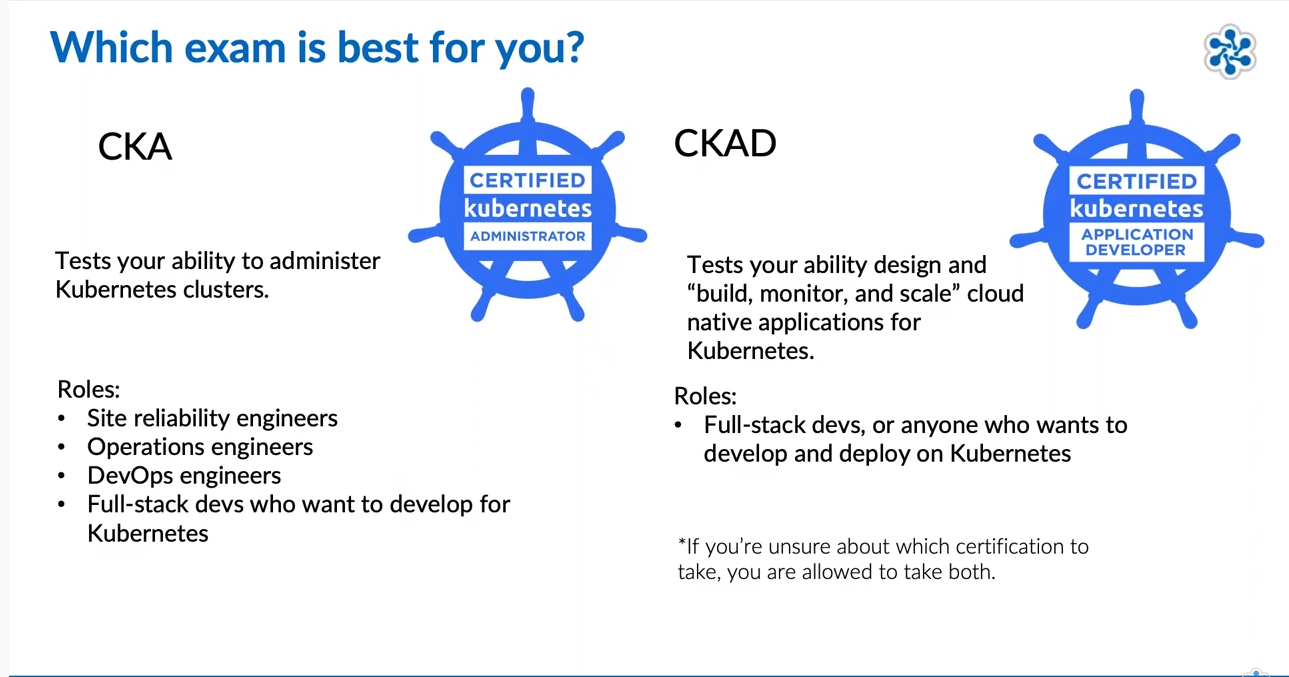 Which exam is best for you?
CKA
CERTIFIED
kubernetes
ADMINISTRATOR
Tests your ability to administer
Kubernetes clusters.
Roles:
• Site reliability engineers
• Operations engineers
• DevOps engineers
• Full-stack devs who want to develop for
Kubernetes
CKAD
CERTIFIED
kubernetes
APPLICATION
DEVELOPER
Tests your ability design and
“build, monitor, and scale” cloud
native applications for
Kubernetes.
Roles:
• Full-stack devs, or anyone who wants to
develop and deploy on Kubernetes
*If you’re unsure about which certification to
take, you are allowed to take both.